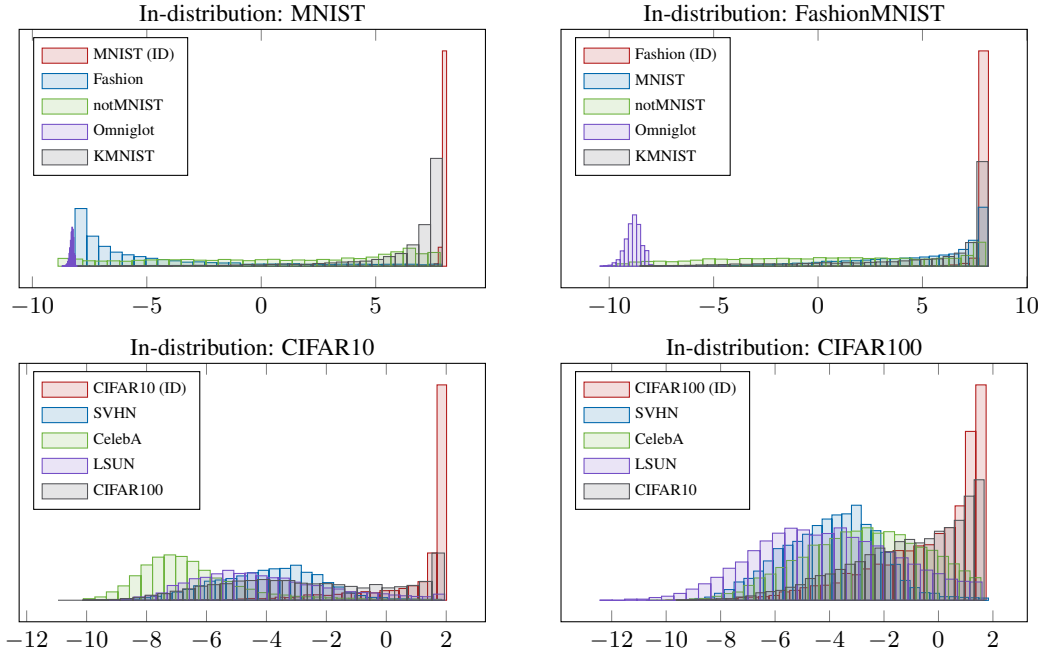 In-distribution: MNIST
MNIST (ID)
Fashion
notMNIST
Omniglot
KMNIST
−10 −5 0 5
In-distribution: FashionMNIST
Fashion (ID)
MNIST
notMNIST
Omniglot
KMNIST
−10 −5 0 5 10
In-distribution: CIFAR10
CIFAR10 (ID)
SVHN
CelebA
LSUN
CIFAR100
−12 −10 −8 −6 −4 −2 0 2
In-distribution: CIFAR100
CIFAR100 (ID)
SVHN
CelebA
LSUN
CIFAR10
−12 −10 −8 −6 −4 −2 0 2